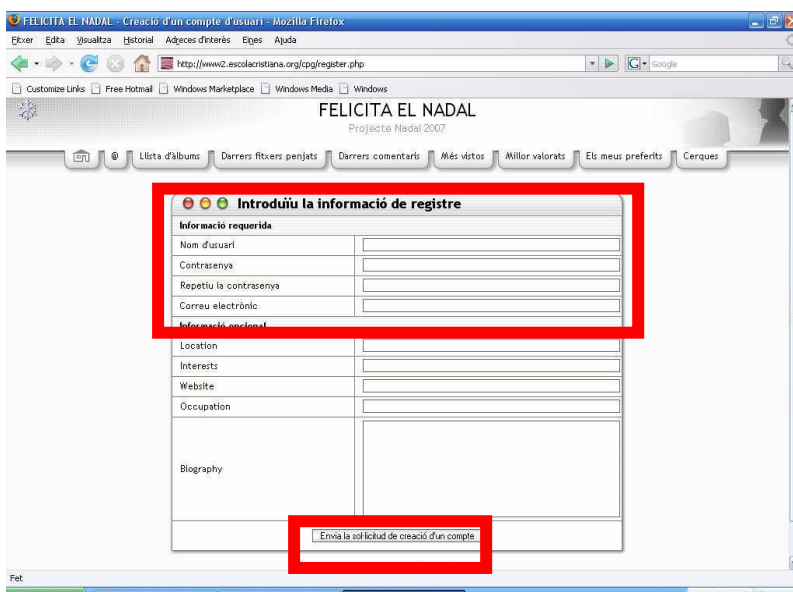 FELICITA EL NADAL - Creació d'un compte d'usuari - Mozilla Firefox
Fitxer Edita Visualitza Historial Adreces d'interès Eines Ajuda
http://www2.escolacristiana.org/cpg/register.php
Google
Customize Links Free Hotmail Windows Marketplace Windows Media Windows
FELICITA EL NADAL
Projecte Nadal 2007
@ Llista d'àlbums Darrers fitxers penjats Darrers comentaris Més vistos Millor valorats Els meus preferits Cerques
Introduïu la informació de registre
Informació requerida
Nom d'usuari
Contrasenya
Repetiu la contrasenya
Correu electrònic
Informació opcional
Location
Interests
Website
Occupation
Biography
Envia la sol·licitud de creació d'un compte
Fet